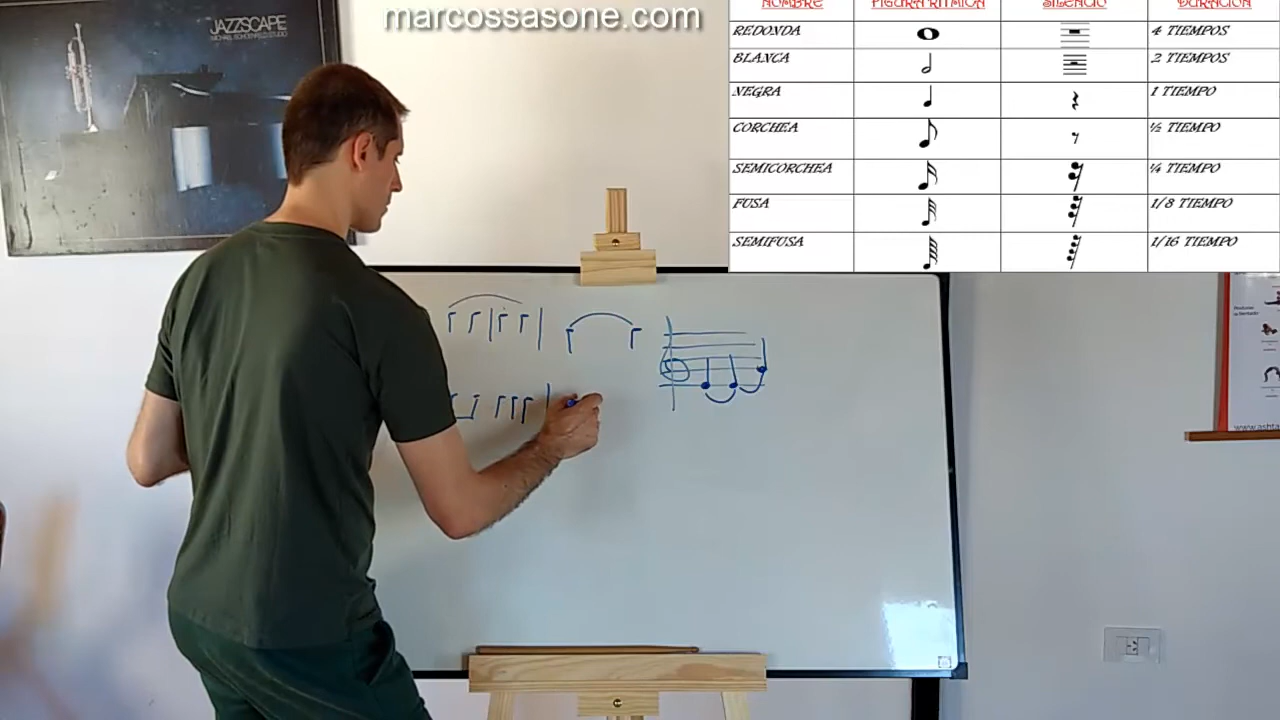 marcossasone.com
JAZZSCAPE
NOMBRE FIGURA RITMICA SILENCIO DURACION
REDONDA 4 TIEMPOS
BLANCA 2 TIEMPOS
NEGRA 1 TIEMPO
CORCHEA ½ TIEMPO
SEMICORCHEA ¼ TIEMPO
FUSA 1/8 TIEMPO
SEMIFUSA 1/16 TIEMPO